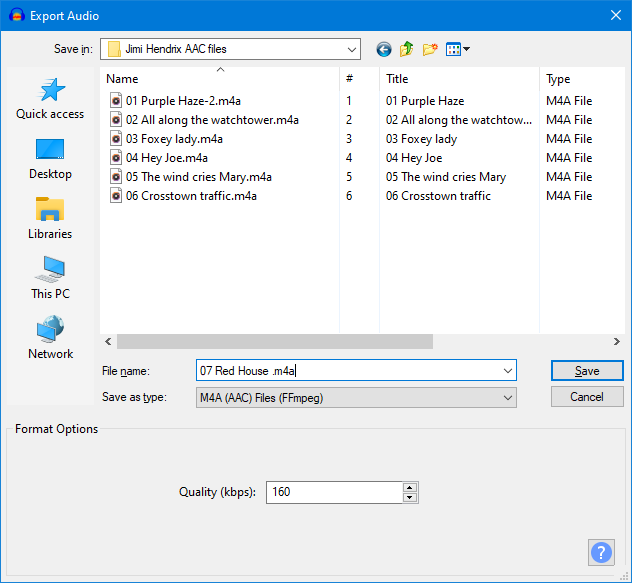 Export Audio
Save in: Jimi Hendrix AAC files
Name # Title Type
01 Purple Haze-2.m4a 1 01 Purple Haze M4A File
02 All along the watchtower.m4a 2 02 All along the watchtow... M4A File
03 Foxey lady.m4a 3 03 Foxey lady M4A File
04 Hey Joe.m4a 4 04 Hey Joe M4A File
05 The wind cries Mary.m4a 5 05 The wind cries Mary M4A File
06 Crosstown traffic.m4a 6 06 Crosstown traffic M4A File
Quick access
Desktop
Libraries
This PC
Network
File name: 07 Red House .m4a Save
Save as type: M4A (AAC) Files (FFmpeg) Cancel
Format Options
Quality (kbps): 160
?